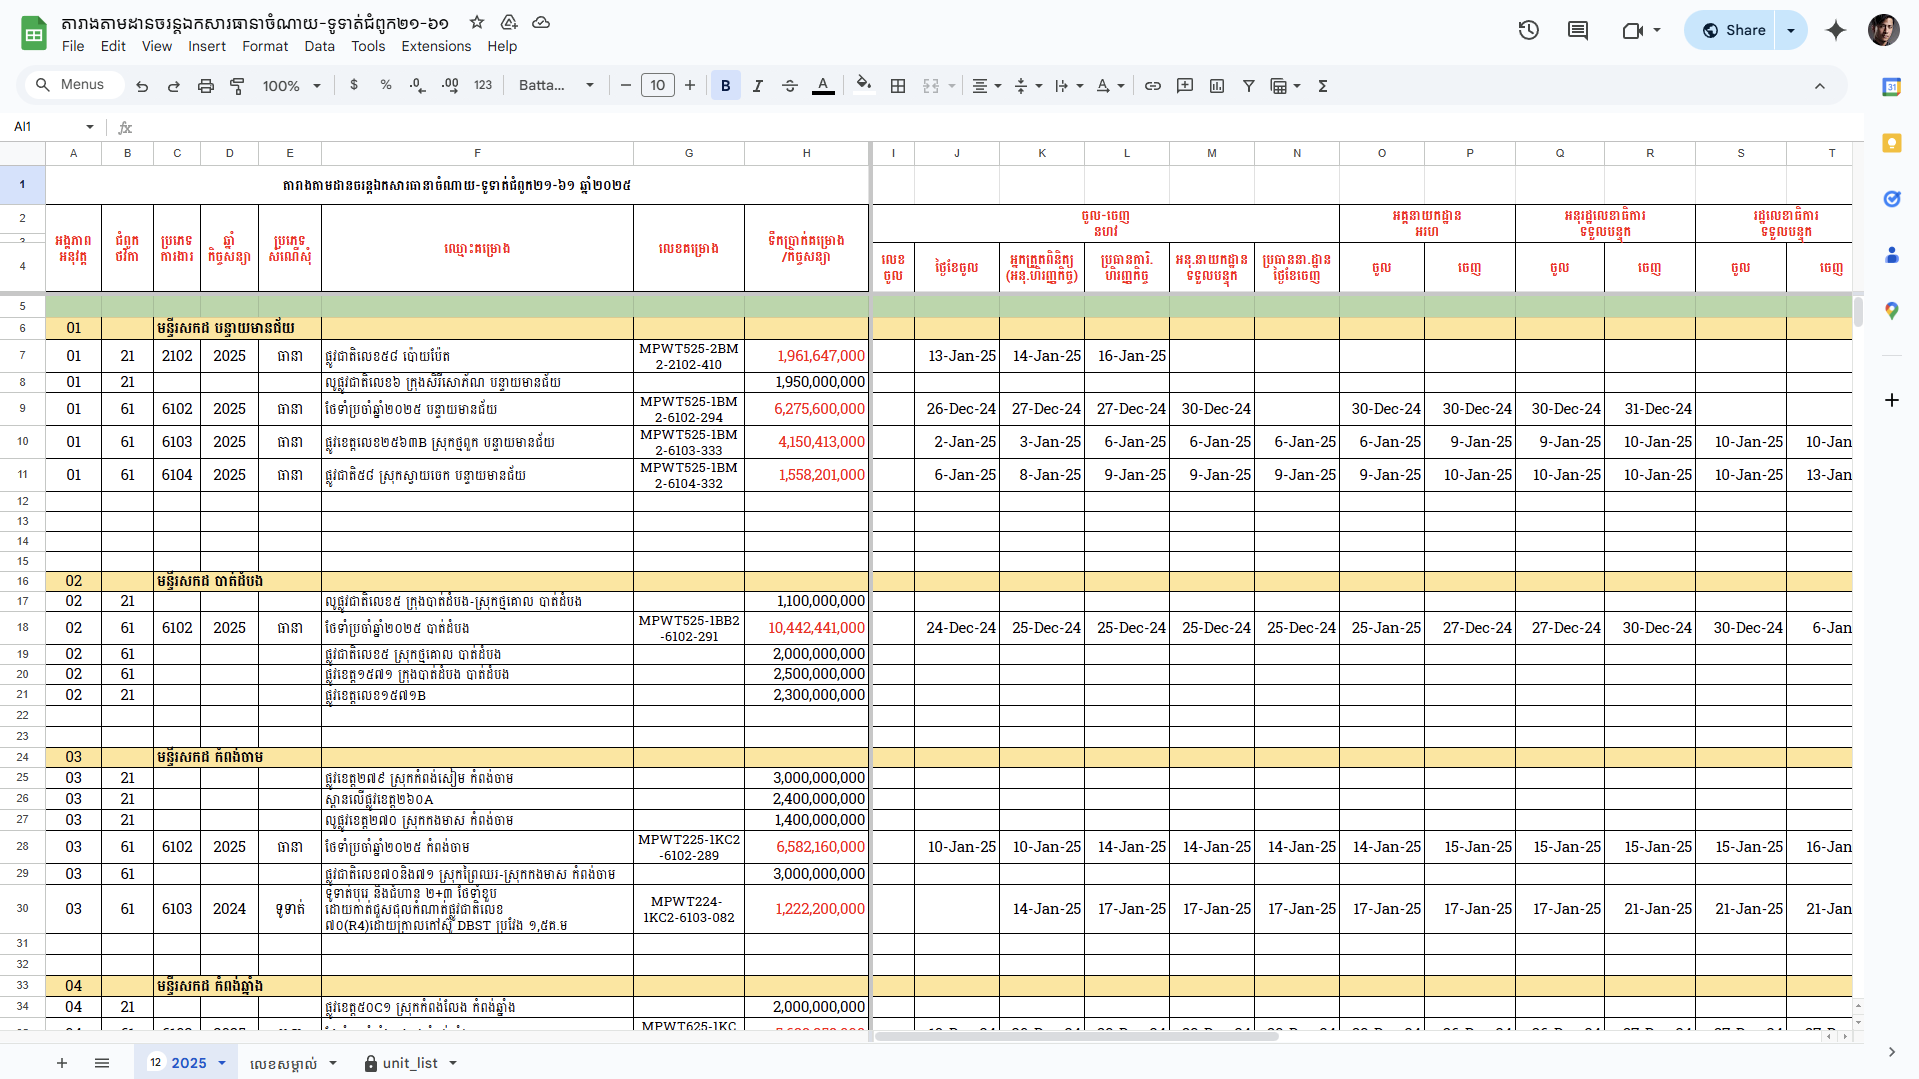 តារាងតាមដានចរន្តឯកសារធានាចំណាយ-ទូទាត់ជំពូក២១-៦១
File Edit View Insert Format Data Tools Extensions Help
Share
Menus 100% $ % .0 .00 123 Batta... 10 B I A
AI1
A B C D E F G H I J K L M N O P Q R S T
1 តារាងតាមដានចរន្តឯកសារធានាចំណាយ-ទូទាត់ជំពូក២១-៦១ ឆ្នាំ២០២៥
2 ចូល-ចេញ អគ្គនាយកដ្ឋាន អនុរដ្ឋលេខាធិការ រដ្ឋលេខាធិការ
នហវ អរហ ទទួលបន្ទុក ទទួលបន្ទុក
អង្គភាព ជំពូក ប្រភេទ ឆ្នាំ ប្រភេទ ឈ្មោះគម្រោង លេខគម្រោង ទឹកប្រាក់គម្រោង
អនុវត្ត ថវិកា ការងារ កិច្ចសន្យា សំណើសុំ /កិច្ចសន្យា
4 លេខ ថ្ងៃខែចូល អ្នកត្រួតពិនិត្យ ប្រធានការិ. អនុ.នាយកដ្ឋាន ប្រធាននា.ដ្ឋាន ចូល ចេញ ចូល ចេញ ចូល ចេញ
ចូល (អនុ.ហិរញ្ញកិច្ច) ហិរញ្ញកិច្ច ទទួលបន្ទុក ថ្ងៃខែចេញ
5
6 01 មន្ទីរសកដ បន្ទាយមានជ័យ
7 01 21 2102 2025 ធានា ផ្លូវជាតិលេខ៥៨ ប៉ោយប៉ែត MPWT525-2BM 1,961,647,000 13-Jan-25 14-Jan-25 16-Jan-25
2-2102-410
8 01 21 លូផ្លូវជាតិលេខ៦ ក្រុងសិរីសោភ័ណ បន្ទាយមានជ័យ 1,950,000,000
9 01 61 6102 2025 ធានា ថែទាំប្រចាំឆ្នាំ២០២៥ បន្ទាយមានជ័យ MPWT525-1BM 6,275,600,000 26-Dec-24 27-Dec-24 27-Dec-24 30-Dec-24 30-Dec-24 30-Dec-24 30-Dec-24 31-Dec-24
2-6102-294
10 01 61 6103 2025 ធានា ផ្លូវខេត្តលេខ២៥៦៣B ស្រុកថ្មពួក បន្ទាយមានជ័យ MPWT525-1BM 4,150,413,000 2-Jan-25 3-Jan-25 6-Jan-25 6-Jan-25 6-Jan-25 6-Jan-25 9-Jan-25 9-Jan-25 10-Jan-25 10-Jan-25 10-Jan
2-6103-333
11 01 61 6104 2025 ធានា ផ្លូវជាតិ៥៨ ស្រុកស្វាយចេក បន្ទាយមានជ័យ MPWT525-1BM 1,558,201,000 6-Jan-25 8-Jan-25 9-Jan-25 9-Jan-25 9-Jan-25 9-Jan-25 10-Jan-25 10-Jan-25 10-Jan-25 10-Jan-25 13-Jan
2-6104-332
12
13
14
15
16 02 មន្ទីរសកដ បាត់ដំបង
17 02 21 លូផ្លូវជាតិលេខ៥ ក្រុងបាត់ដំបង-ស្រុកថ្មគោល បាត់ដំបង 1,100,000,000
18 02 61 6102 2025 ធានា ថែទាំប្រចាំឆ្នាំ២០២៥ បាត់ដំបង MPWT525-1BB2 10,442,441,000 24-Dec-24 25-Dec-24 25-Dec-24 25-Dec-24 25-Dec-24 25-Jan-25 27-Dec-24 27-Dec-24 30-Dec-24 30-Dec-24 6-Jan
-6102-291
19 02 61 ផ្លូវជាតិលេខ៥ ស្រុកថ្មគោល បាត់ដំបង 2,000,000,000
20 02 61 ផ្លូវខេត្ត១៥៧១ ក្រុងបាត់ដំបង បាត់ដំបង 2,500,000,000
21 02 21 ផ្លូវខេត្តលេខ១៥៧១B 2,300,000,000
22
23
24 03 មន្ទីរសកដ កំពង់ចាម
25 03 21 ផ្លូវខេត្ត២៧៩ ស្រុកកំពង់សៀម កំពង់ចាម 3,000,000,000
26 03 21 ស្ពានលើផ្លូវខេត្ត២៦០A 2,400,000,000
27 03 21 លូផ្លូវខេត្ត២៧០ ស្រុកកងមាស កំពង់ចាម 1,400,000,000
28 03 61 6102 2025 ធានា ថែទាំប្រចាំឆ្នាំ២០២៥ កំពង់ចាម MPWT225-1KC2 6,582,160,000 10-Jan-25 10-Jan-25 14-Jan-25 14-Jan-25 14-Jan-25 14-Jan-25 15-Jan-25 15-Jan-25 15-Jan-25 15-Jan-25 16-Jan
-6102-289
29 03 61 ផ្លូវជាតិលេខ៧០និង៧១ ស្រុកព្រៃឈរ-ស្រុកកងមាស កំពង់ចាម 3,000,000,000
ទូទាត់បុរេ នឹងជំហាន ២+៣ ថែទាំខួប
30 03 61 6103 2024 ទូទាត់ ដោយកាត់ជួសជុលកំណាត់ផ្លូវជាតិលេខ MPWT224-1KC2-6103-082 1,222,200,000 14-Jan-25 17-Jan-25 17-Jan-25 17-Jan-25 17-Jan-25 17-Jan-25 17-Jan-25 21-Jan-25 21-Jan-25 21-Jan
៧០(R4)ដោយក្រាលកៅស៊ូ DBST ប្រវែង ១,៥គ.ម
31
32
33 04 មន្ទីរសកដ កំពង់ឆ្នាំង
34 04 21 ផ្លូវខេត្ត៥០C១ ស្រុកកំពង់លែង កំពង់ឆ្នាំង 2,000,000,000
MPWT625-1KC
12 2025 លេខសម្គាល់ unit_list